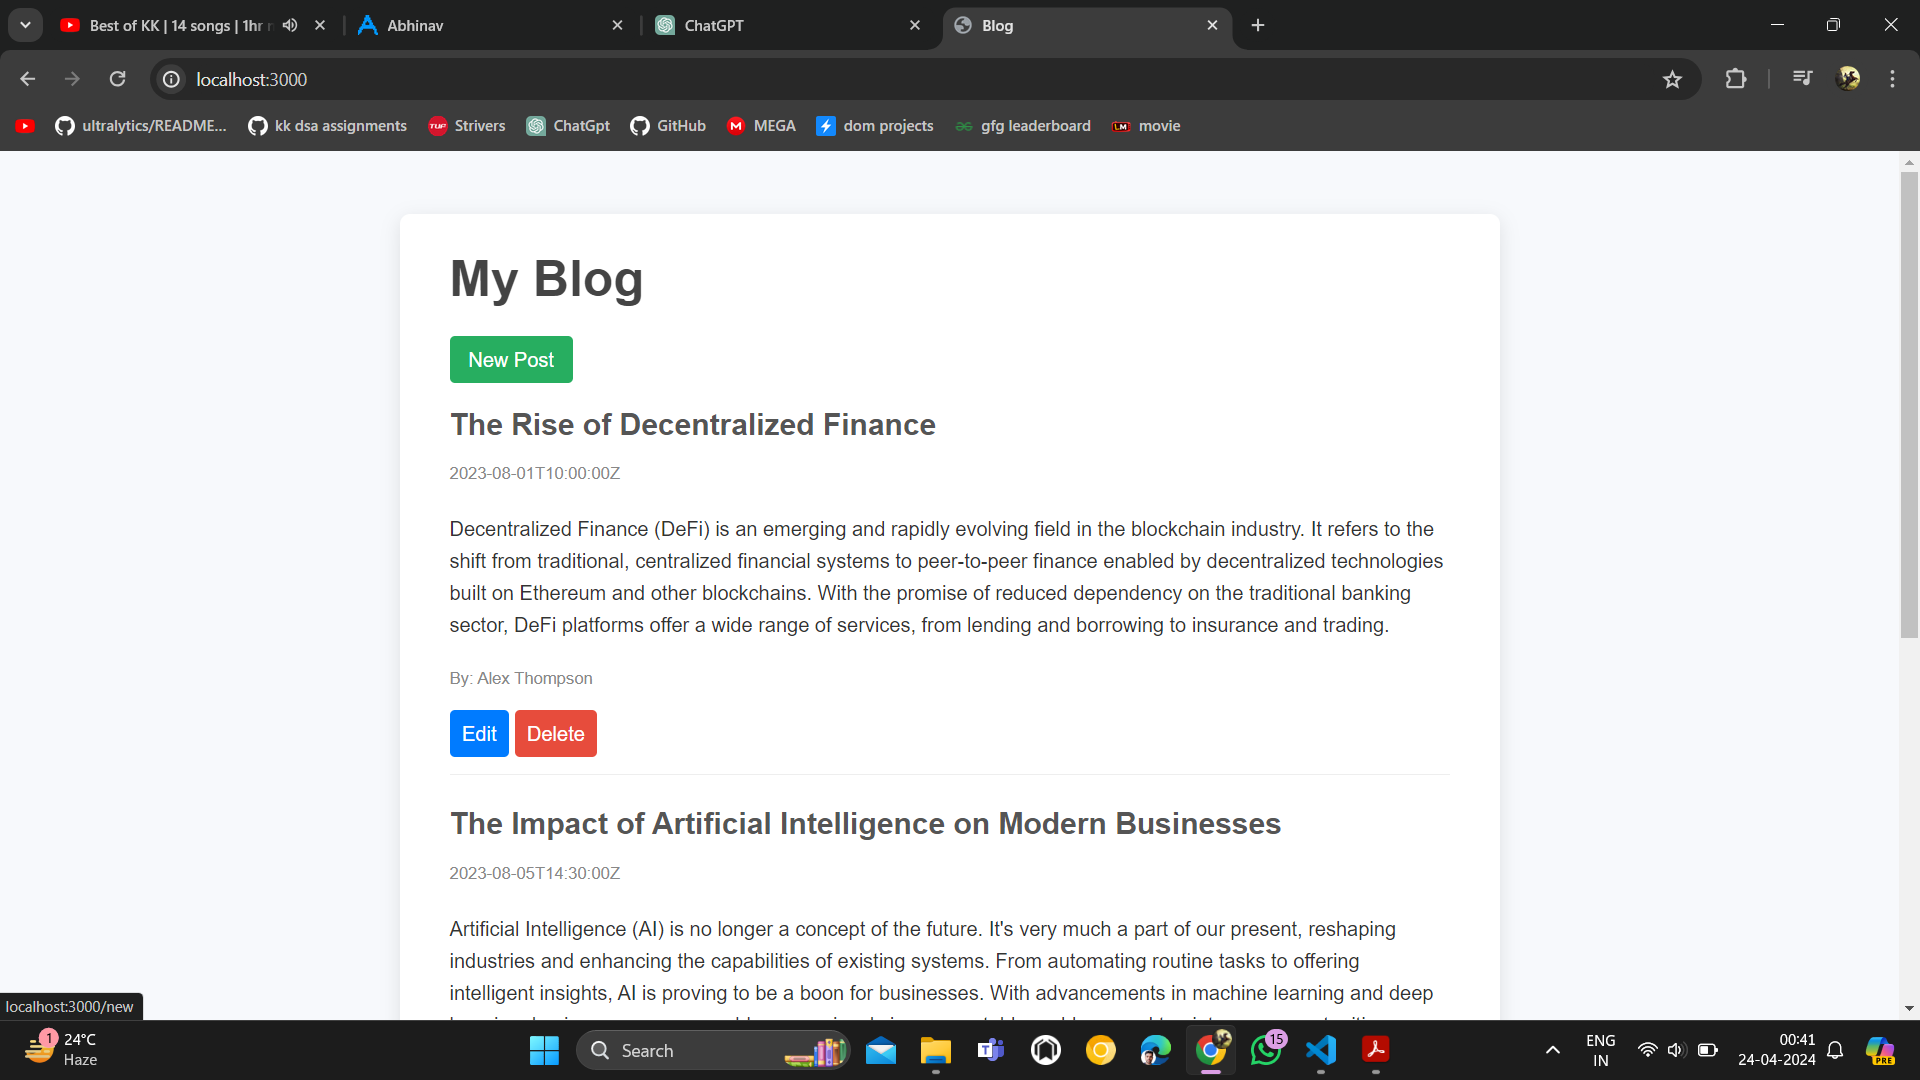 Best of KK | 14 songs | 1hr
Abhinav
ChatGPT
Blog
localhost:3000
ultralytics/README...
kk dsa assignments
TUF
Strivers
ChatGpt
GitHub
M
MEGA
dom projects
gfg leaderboard
LM
movie
My Blog
New Post
The Rise of Decentralized Finance
2023-08-01T10:00:00Z
Decentralized Finance (DeFi) is an emerging and rapidly evolving field in the blockchain industry. It refers to the
shift from traditional, centralized financial systems to peer-to-peer finance enabled by decentralized technologies
built on Ethereum and other blockchains. With the promise of reduced dependency on the traditional banking
sector, DeFi platforms offer a wide range of services, from lending and borrowing to insurance and trading.
By: Alex Thompson
Edit
Delete
The Impact of Artificial Intelligence on Modern Businesses
2023-08-05T14:30:00Z
Artificial Intelligence (AI) is no longer a concept of the future. It's very much a part of our present, reshaping
industries and enhancing the capabilities of existing systems. From automating routine tasks to offering
intelligent insights, AI is proving to be a boon for businesses. With advancements in machine learning and deep
localhost:3000/new
1
24°C
Haze
Search
15
ENG
IN
00:41
24-04-2024
PRE